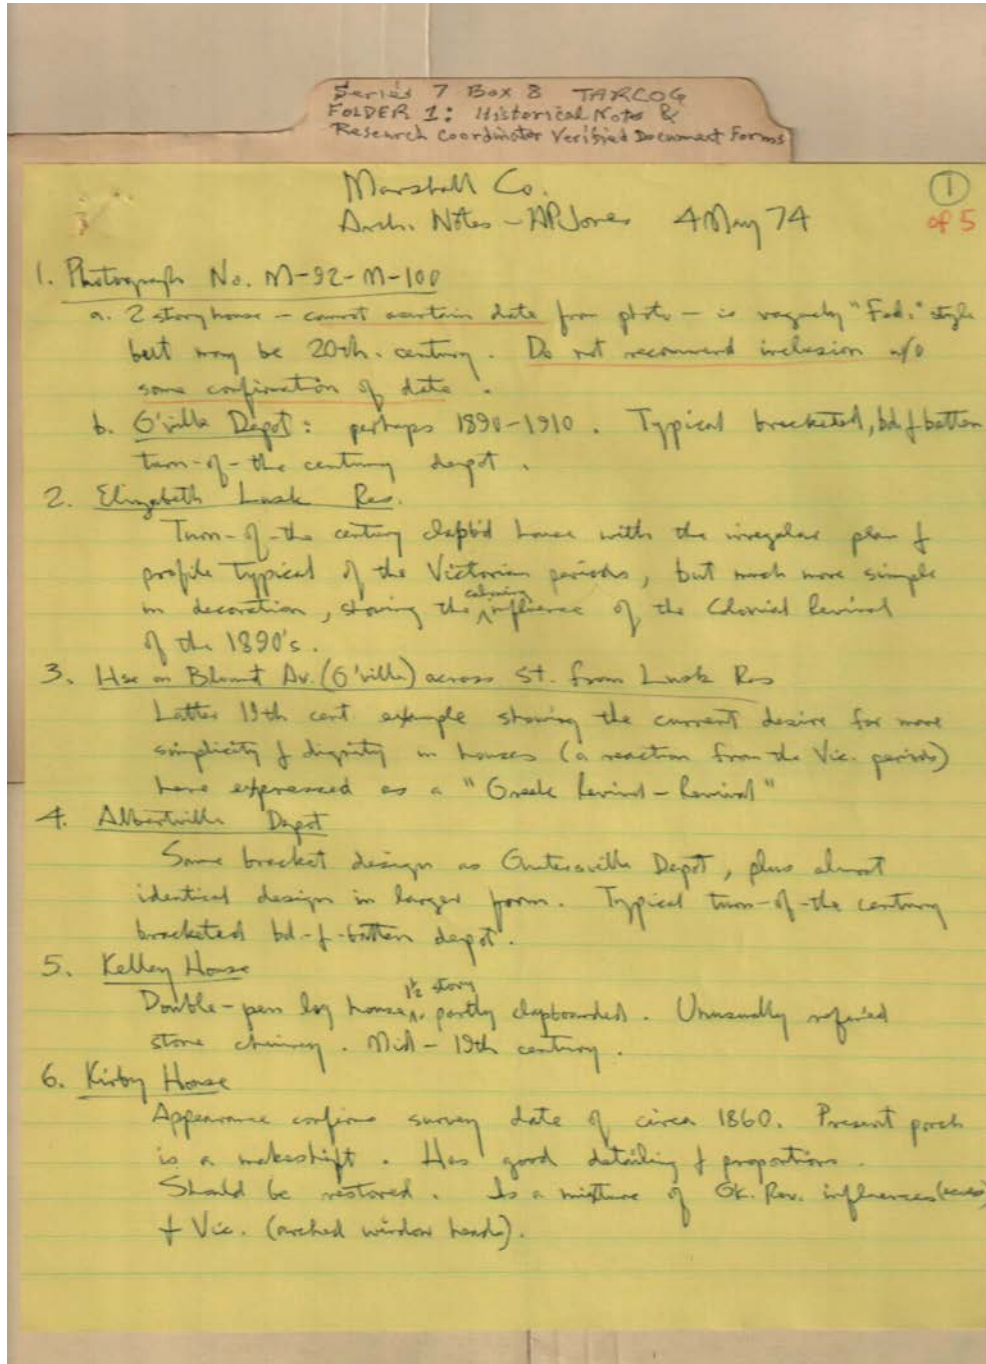 Series 7 Box 8 TARCOG
FOLDER 1: Historical Notes &
Research Coordinator Verified Document Forms
Marshall Co.
Arch. Notes - AP Jones 4 May 74
1
of 5
1. Photograph No. M-92-M-100
a. 2 story house - cannot ascertain date from photo - is vaguely "Fed." style
but may be 20th. century. Do not recommend inclusion w/o
some confirmation of date.
b. G'ville Depot: perhaps 1890-1910. Typical bracketed, bd & batten
turn-of-the century depot.
2. Elizabeth Lusk Res.
Turn-of-the century clapb'd house with the irregular plan &
profile typical of the Victorian periods, but much more simple
in decoration, showing the calming influence of the Colonial Revival
of the 1890's.
3. Hse on Blount Av. (G'ville) across St. from Lusk Res
Latter 19th cent example showing the current desire for more
simplicity & dignity in houses (a reaction from the Vic. periods)
here expressed as a "Greek Revival-Revival"
4. Albertville Depot
Same bracket design as Guntersville Depot, plus almost
identical design in larger form. Typical turn-of-the century
bracketed bd-&-batten depot.
5. Kelley House
Double-pen log house, 1½ story partly clapboarded. Unusually refined
stone chimney. Mid-19th century.
6. Kirby House
Appearance confirms survey date of circa 1860. Present porch
is a makeshift. Has good detailing & proportions.
Should be restored. Is a mixture of Gk. Rev. influences (eaves)
& Vic. (arched window heads).